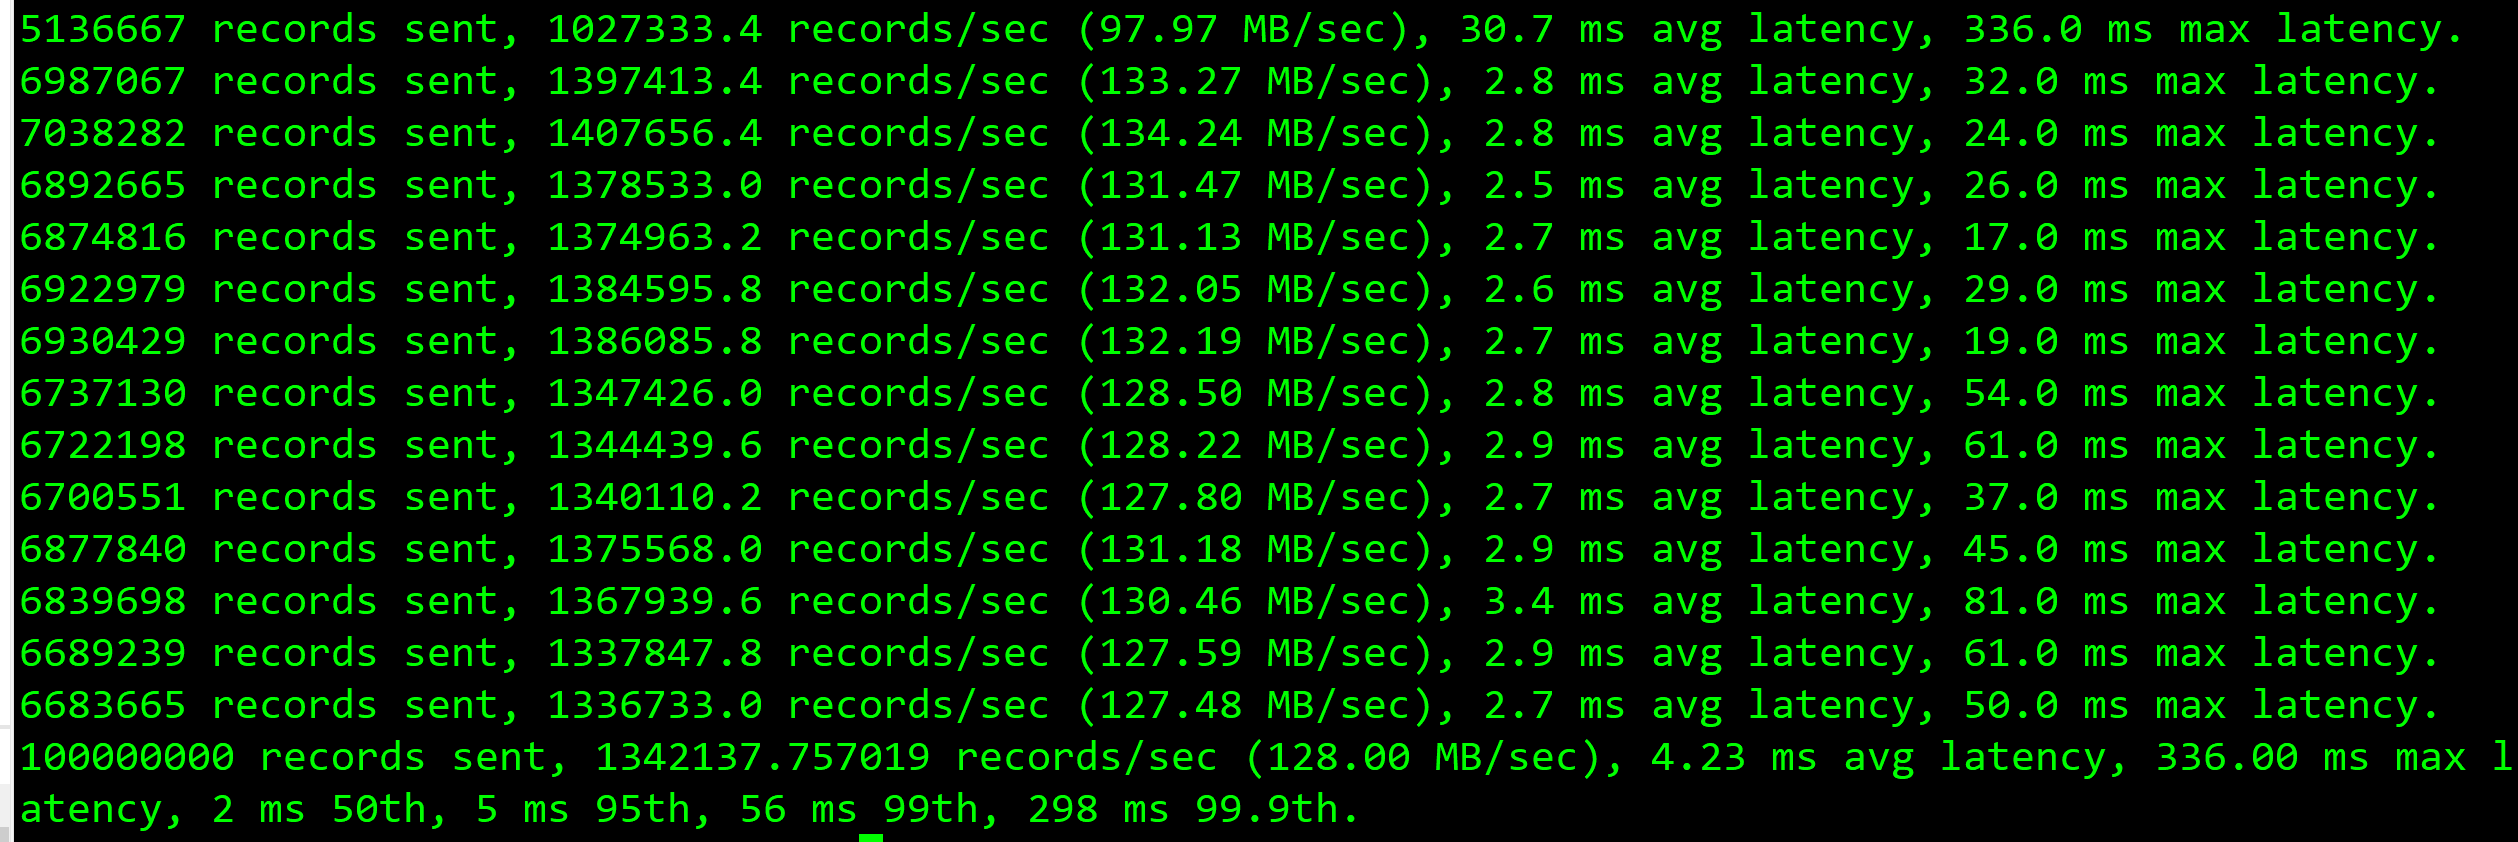 5136667 records sent, 1027333.4 records/sec (97.97 MB/sec), 30.7 ms avg latency, 336.0 ms max latency.
6987067 records sent, 1397413.4 records/sec (133.27 MB/sec), 2.8 ms avg latency, 32.0 ms max latency.
7038282 records sent, 1407656.4 records/sec (134.24 MB/sec), 2.8 ms avg latency, 24.0 ms max latency.
6892665 records sent, 1378533.0 records/sec (131.47 MB/sec), 2.5 ms avg latency, 26.0 ms max latency.
6874816 records sent, 1374963.2 records/sec (131.13 MB/sec), 2.7 ms avg latency, 17.0 ms max latency.
6922979 records sent, 1384595.8 records/sec (132.05 MB/sec), 2.6 ms avg latency, 29.0 ms max latency.
6930429 records sent, 1386085.8 records/sec (132.19 MB/sec), 2.7 ms avg latency, 19.0 ms max latency.
6737130 records sent, 1347426.0 records/sec (128.50 MB/sec), 2.8 ms avg latency, 54.0 ms max latency.
6722198 records sent, 1344439.6 records/sec (128.22 MB/sec), 2.9 ms avg latency, 61.0 ms max latency.
6700551 records sent, 1340110.2 records/sec (127.80 MB/sec), 2.7 ms avg latency, 37.0 ms max latency.
6877840 records sent, 1375568.0 records/sec (131.18 MB/sec), 2.9 ms avg latency, 45.0 ms max latency.
6839698 records sent, 1367939.6 records/sec (130.46 MB/sec), 3.4 ms avg latency, 81.0 ms max latency.
6689239 records sent, 1337847.8 records/sec (127.59 MB/sec), 2.9 ms avg latency, 61.0 ms max latency.
6683665 records sent, 1336733.0 records/sec (127.48 MB/sec), 2.7 ms avg latency, 50.0 ms max latency.
100000000 records sent, 1342137.757019 records/sec (128.00 MB/sec), 4.23 ms avg latency, 336.00 ms max l
atency, 2 ms 50th, 5 ms 95th, 56 ms 99th, 298 ms 99.9th.